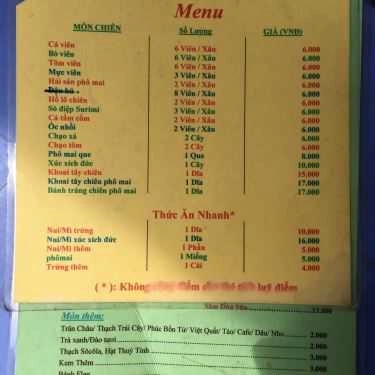 Menu
MÓN CHIÊN Số Lượng GIÁ (VNĐ)
Cá viên 6 Viên / Xâu 6.000
Bò viên 6 Viên / Xâu 6.000
Tôm viên 6 Viên / Xâu 6.000
Mực viên 3 Viên / Xâu 6.000
Hải sản phô mai 2 Viên / Xâu 6.000
Đậu hủ 8 Viên / Xâu 6.000
Hồ lô chiên 2 Viên / Xâu 6.000
Sò điệp Surimi 3 Viên / Xâu 6.000
Cá tẩm cốm 2 Viên / Xâu 6.000
Ốc nhồi 2 Viên / Xâu 6.000
Chạo xả 2 Cây 6.000
Chạo tôm 2 Cây 6.000
Phô mai que 1 Que 8.000
Xúc xích đức 1 Cây 10.000
Khoai tây chiên 1 Dĩa 15.000
Khoai tây chiên phô mai 1 Dĩa 17.000
Bánh tráng chiên phô mai 1 Dĩa 17.000
Thức Ăn Nhanh*
Nui/Mì trứng 1 Dĩa 10.000
Nui/Mì xúc xích đức 1 Dĩa 16.000
Nui/Mì thêm 1 Phần 5.000
phômai 1 Miếng 5.000
Trứng thêm 1 Cái 4.000
( * ): Không
Món thêm:
Trân Châu/ Thạch Trái Cây/ Phúc Bồn Tử/ Việt Quất/ Táo/ Cafe/ Dâu/ Nho 2.000
Trà xanh/Đào tươi 2.000
Thạch Sôcôla, Hạt Thuỷ Tinh 3.000
Kem Thêm 3.000
Bánh Flan